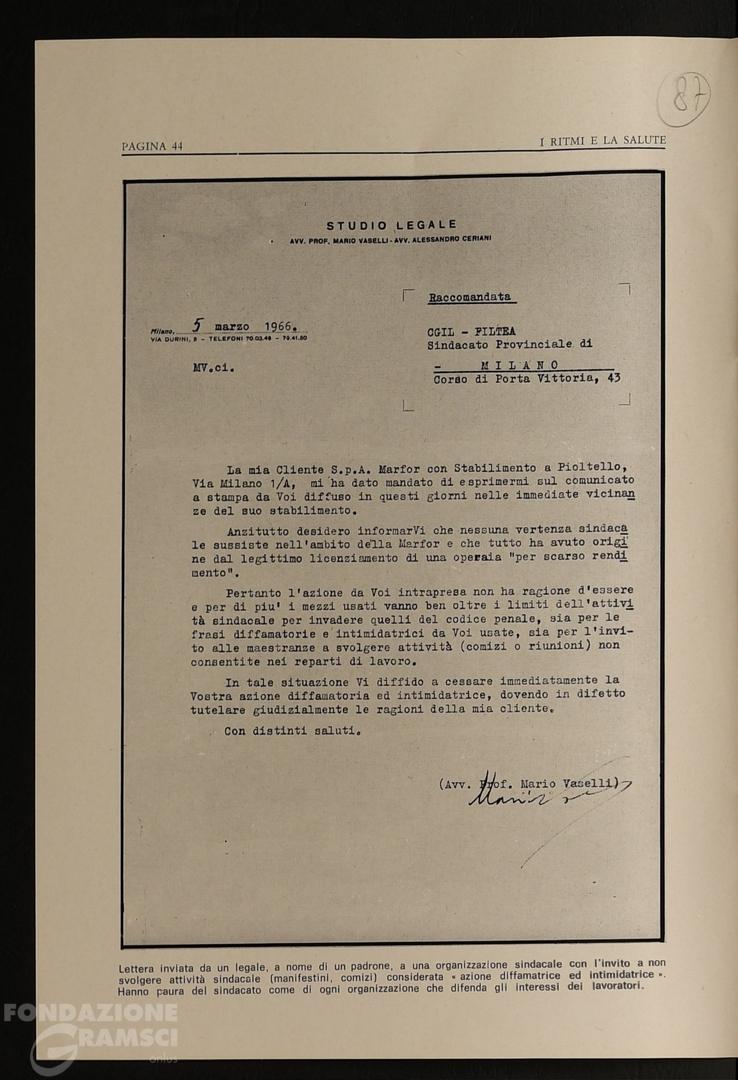 87
PAGINA 44
I RITMI E LA SALUTE
STUDIO LEGALE
AVV. PROF. MARIO VASELLI - AVV. ALESSANDRO CERIANI
Raccomandata
Milano, 5 marzo 1966.
VIA DURINI, 5 - TELEFONI 70.03.48 - 79.41.50
CGIL - FILTEA
Sindacato Provinciale di
- MILANO
Corso di Porta Vittoria, 43
MV.ci.
La mia Cliente S.p.A. Marfor con Stabilimento a Pioltello,
Via Milano 1/A, mi ha dato mandato di esprimermi sul comunicato
a stampa da Voi diffuso in questi giorni nelle immediate vicinan
ze del suo stabilimento.
Anzitutto desidero informarVi che nessuna vertenza sindaca
le sussiste nell'ambito della Marfor e che tutto ha avuto origi
ne dal legittimo licenziamento di una operaia "per scarso rendi
mento".
Pertanto l'azione da Voi intrapresa non ha ragione d'essere
e per di piu' i mezzi usati vanno ben oltre i limiti dell'attivi
tà sindacale per invadere quelli del codice penale, sia per le
frasi diffamatorie e intimidatrici da Voi usate, sia per l'invi-
to alle maestranze a svolgere attività (comizi o riunioni) non
consentite nei reparti di lavoro.
In tale situazione Vi diffido a cessare immediatamente la
Vostra azione diffamatoria ed intimidatrice, dovendo in difetto
tutelare giudizialmente le ragioni della mia cliente.
Con distinti saluti.
(Avv. Prof. Mario Vaselli)
Lettera inviata da un legale, a nome di un padrone, a una organizzazione sindacale con l'invito a non
svolgere attività sindacale (manifestini, comizi) considerata « azione diffamatrice ed intimidatrice ».
Hanno paura del sindacato come di ogni organizzazione che difenda gli interessi dei lavoratori.
FONDAZIONE
GRAMSCI
onlus